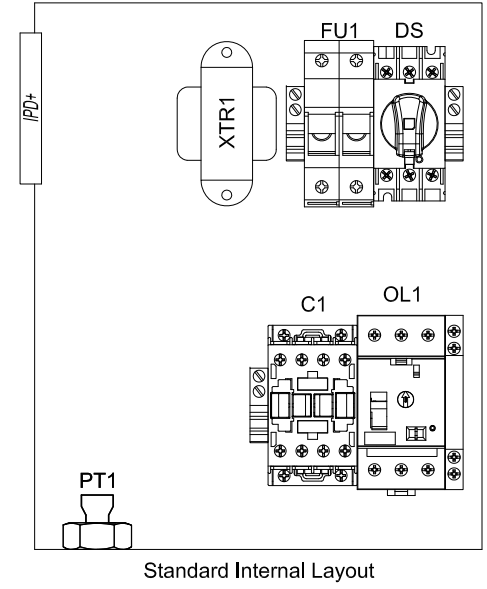 FU1 DS
IPD+
XTR1
C1 OL1
PT1
Standard Internal Layout